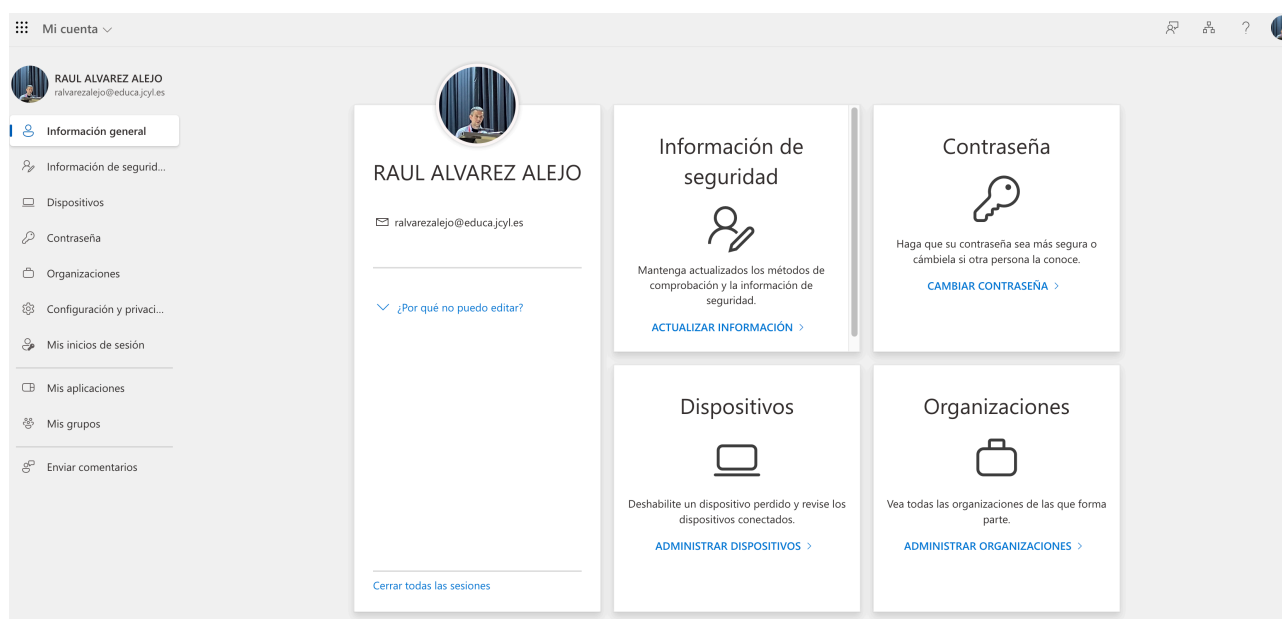 Mi cuenta
RAUL ALVAREZ ALEJO
ralvarezalejo@educa.jcyl.es
Información general
Información de segurid...
Dispositivos
Contraseña
Organizaciones
Configuración y privaci...
Mis inicios de sesión
Mis aplicaciones
Mis grupos
Enviar comentarios
RAUL ALVAREZ ALEJO
ralvarezalejo@educa.jcyl.es
¿Por qué no puedo editar?
Cerrar todas las sesiones
Información de
seguridad
Mantenga actualizados los métodos de
comprobación y la información de
seguridad.
ACTUALIZAR INFORMACIÓN
Contraseña
Haga que su contraseña sea más segura o
cámbiela si otra persona la conoce.
CAMBIAR CONTRASEÑA
Dispositivos
Deshabilite un dispositivo perdido y revise los
dispositivos conectados.
ADMINISTRAR DISPOSITIVOS
Organizaciones
Vea todas las organizaciones de las que forma
parte.
ADMINISTRAR ORGANIZACIONES